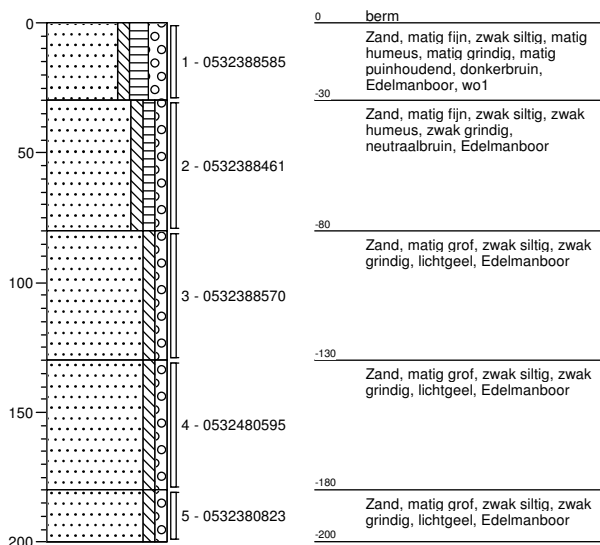 0
berm
0
Zand, matig fijn, zwak siltig, matig
humeus, matig grindig, matig
puinhoudend, donkerbruin,
Edelmanboor, wo1
1 - 0532388585
-30
Zand, matig fijn, zwak siltig, zwak
humeus, zwak grindig,
neutraalbruin, Edelmanboor
50
2 - 0532388461
-80
Zand, matig grof, zwak siltig, zwak
grindig, lichtgeel, Edelmanboor
100
3 - 0532388570
-130
Zand, matig grof, zwak siltig, zwak
grindig, lichtgeel, Edelmanboor
150
4 - 0532480595
-180
Zand, matig grof, zwak siltig, zwak
grindig, lichtgeel, Edelmanboor
5 - 0532380823
200
-200